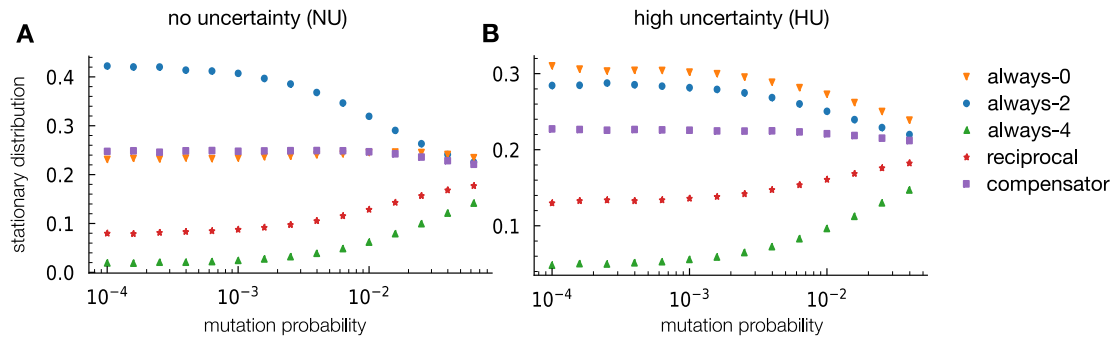 no uncertainty (NU)
high uncertainty (HU)
A
B
stationary distribution
0.4
0.3
0.2
0.1
0.0
10⁻⁴
10⁻³
10⁻²
mutation probability
0.3
0.2
0.1
10⁻⁴
10⁻³
10⁻²
mutation probability
always-0
always-2
always-4
reciprocal
compensator